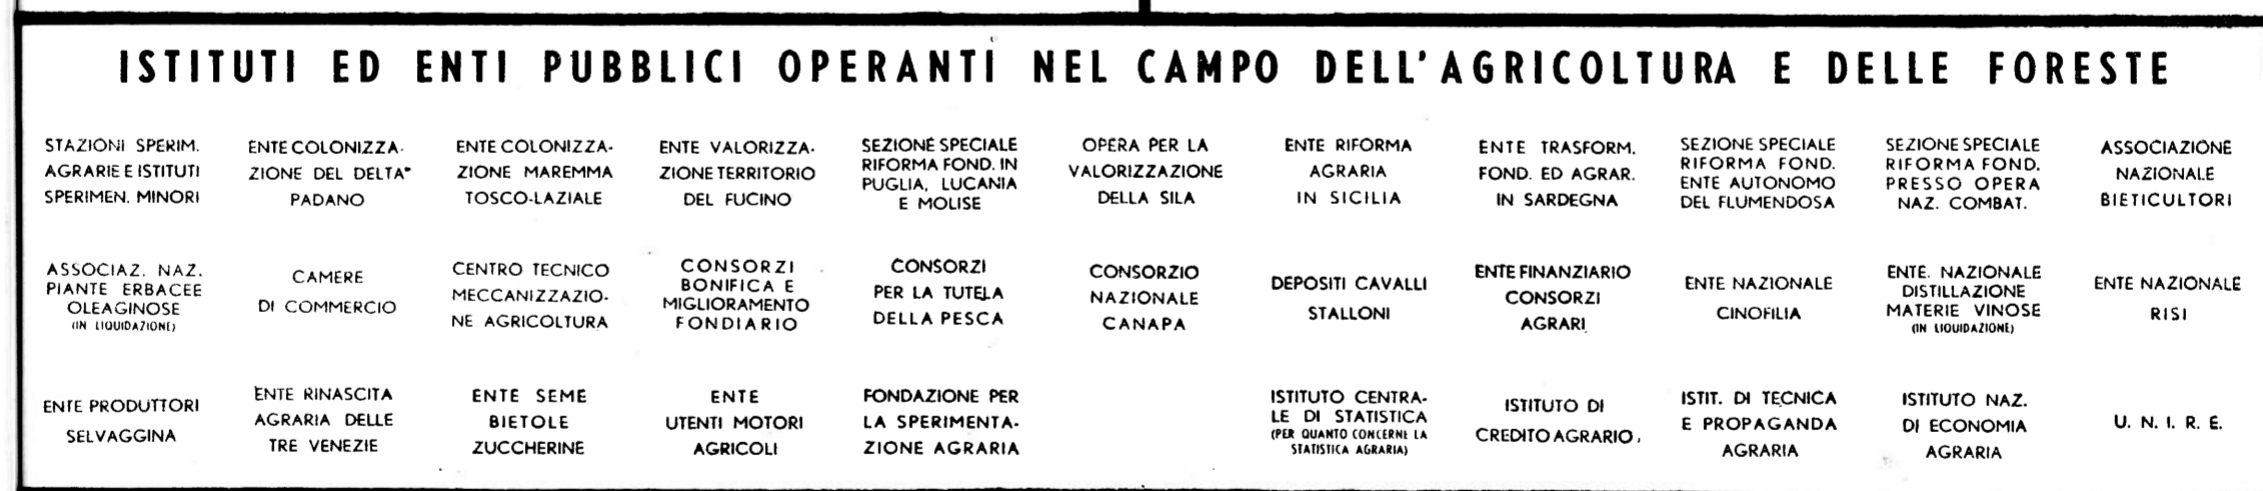 ISTITUTI ED ENTI PUBBLICI OPERANTI NEL CAMPO DELL'AGRICOLTURA E DELLE FORESTE
STAZIONI SPERIM.
AGRARIE E ISTITUTI
SPERIMEN. MINORI
ENTE COLONIZZA-
ZIONE DEL DELTA
PADANO
ENTE COLONIZZA-
ZIONE MAREMMA
TOSCO-LAZIALE
ENTE VALORIZZA-
ZIONE TERRITORIO
DEL FUCINO
SEZIONE SPECIALE
RIFORMA FOND. IN
PUGLIA, LUCANIA
E MOLISE
OPERA PER LA
VALORIZZAZIONE
DELLA SILA
ENTE RIFORMA
AGRARIA
IN SICILIA
ENTE TRASFORM.
FOND. ED AGRAR.
IN SARDEGNA
SEZIONE SPECIALE
RIFORMA FOND.
ENTE AUTONOMO
DEL FLUMENDOSA
SEZIONE SPECIALE
RIFORMA FOND.
PRESSO OPERA
NAZ. COMBAT.
ASSOCIAZIONE
NAZIONALE
BIETICULTORI
ASSOCIAZ. NAZ.
PIANTE ERBACEE
OLEAGINOSE
(IN LIQUIDAZIONE)
CAMERE
DI COMMERCIO
CENTRO TECNICO
MECCANIZZAZIO-
NE AGRICOLTURA
CONSORZI
BONIFICA E
MIGLIORAMENTO
FONDIARIO
CONSORZI
PER LA TUTELA
DELLA PESCA
CONSORZIO
NAZIONALE
CANAPA
DEPOSITI CAVALLI
STALLONI
ENTE FINANZIARIO
CONSORZI
AGRARI
ENTE NAZIONALE
CINOFILIA
ENTE. NAZIONALE
DISTILLAZIONE
MATERIE VINOSE
(IN LIQUIDAZIONE)
ENTE NAZIONALE
RISI
ENTE PRODUTTORI
SELVAGGINA
ENTE RINASCITA
AGRARIA DELLE
TRE VENEZIE
ENTE SEME
BIETOLE
ZUCCHERINE
ENTE
UTENTI MOTORI
AGRICOLI
FONDAZIONE PER
LA SPERIMENTA-
ZIONE AGRARIA
ISTITUTO CENTRA-
LE DI STATISTICA
(PER QUANTO CONCERNE LA
STATISTICA AGRARIA)
ISTITUTO DI
CREDITO AGRARIO,
ISTIT. DI TECNICA
E PROPAGANDA
AGRARIA
ISTITUTO NAZ.
DI ECONOMIA
AGRARIA
U. N. I. R. E.